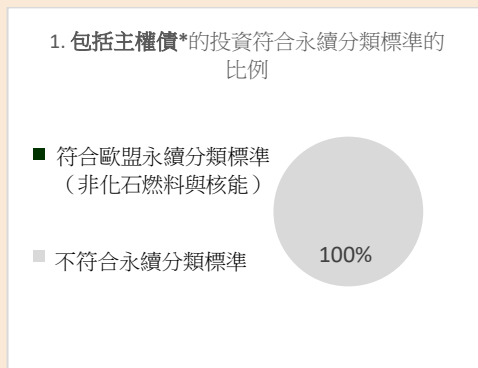 1. 包括主權債*的投資符合永續分類標準的
比例
符合歐盟永續分類標準
（非化石燃料與核能）
不符合永續分類標準
100%